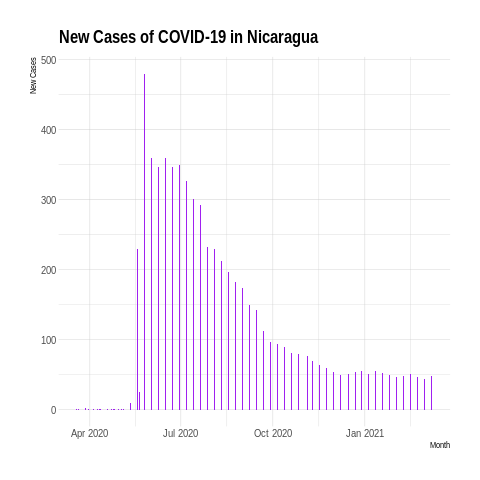 New Cases of COVID-19 in Nicaragua
New Cases
500
400
300
200
100
0
Apr 2020
Jul 2020
Oct 2020
Jan 2021
Month